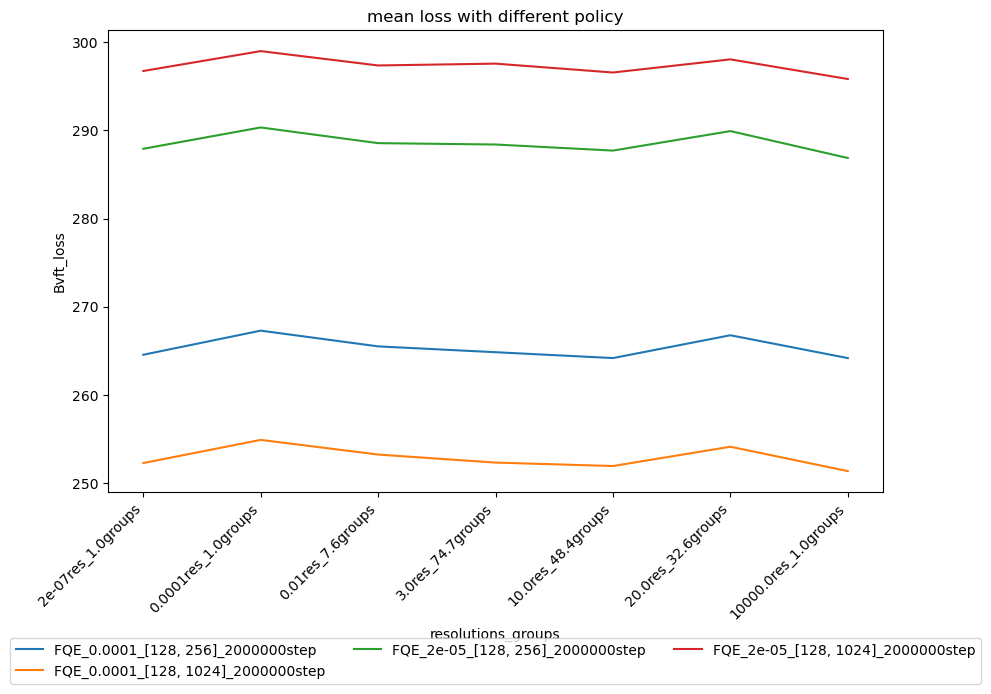 mean loss with different policy
300
290
280
270
260
250
Bvft_loss
2e-07res_1.0groups
0.0001res_1.0groups
0.01res_7.6groups
3.0res_74.7groups
10.0res_48.4groups
20.0res_32.6groups
10000.0res_1.0groups
resolutions_groups
FQE_0.0001_[128, 256]_2000000step
FQE_0.0001_[128, 1024]_2000000step
FQE_2e-05_[128, 256]_2000000step
FQE_2e-05_[128, 1024]_2000000step